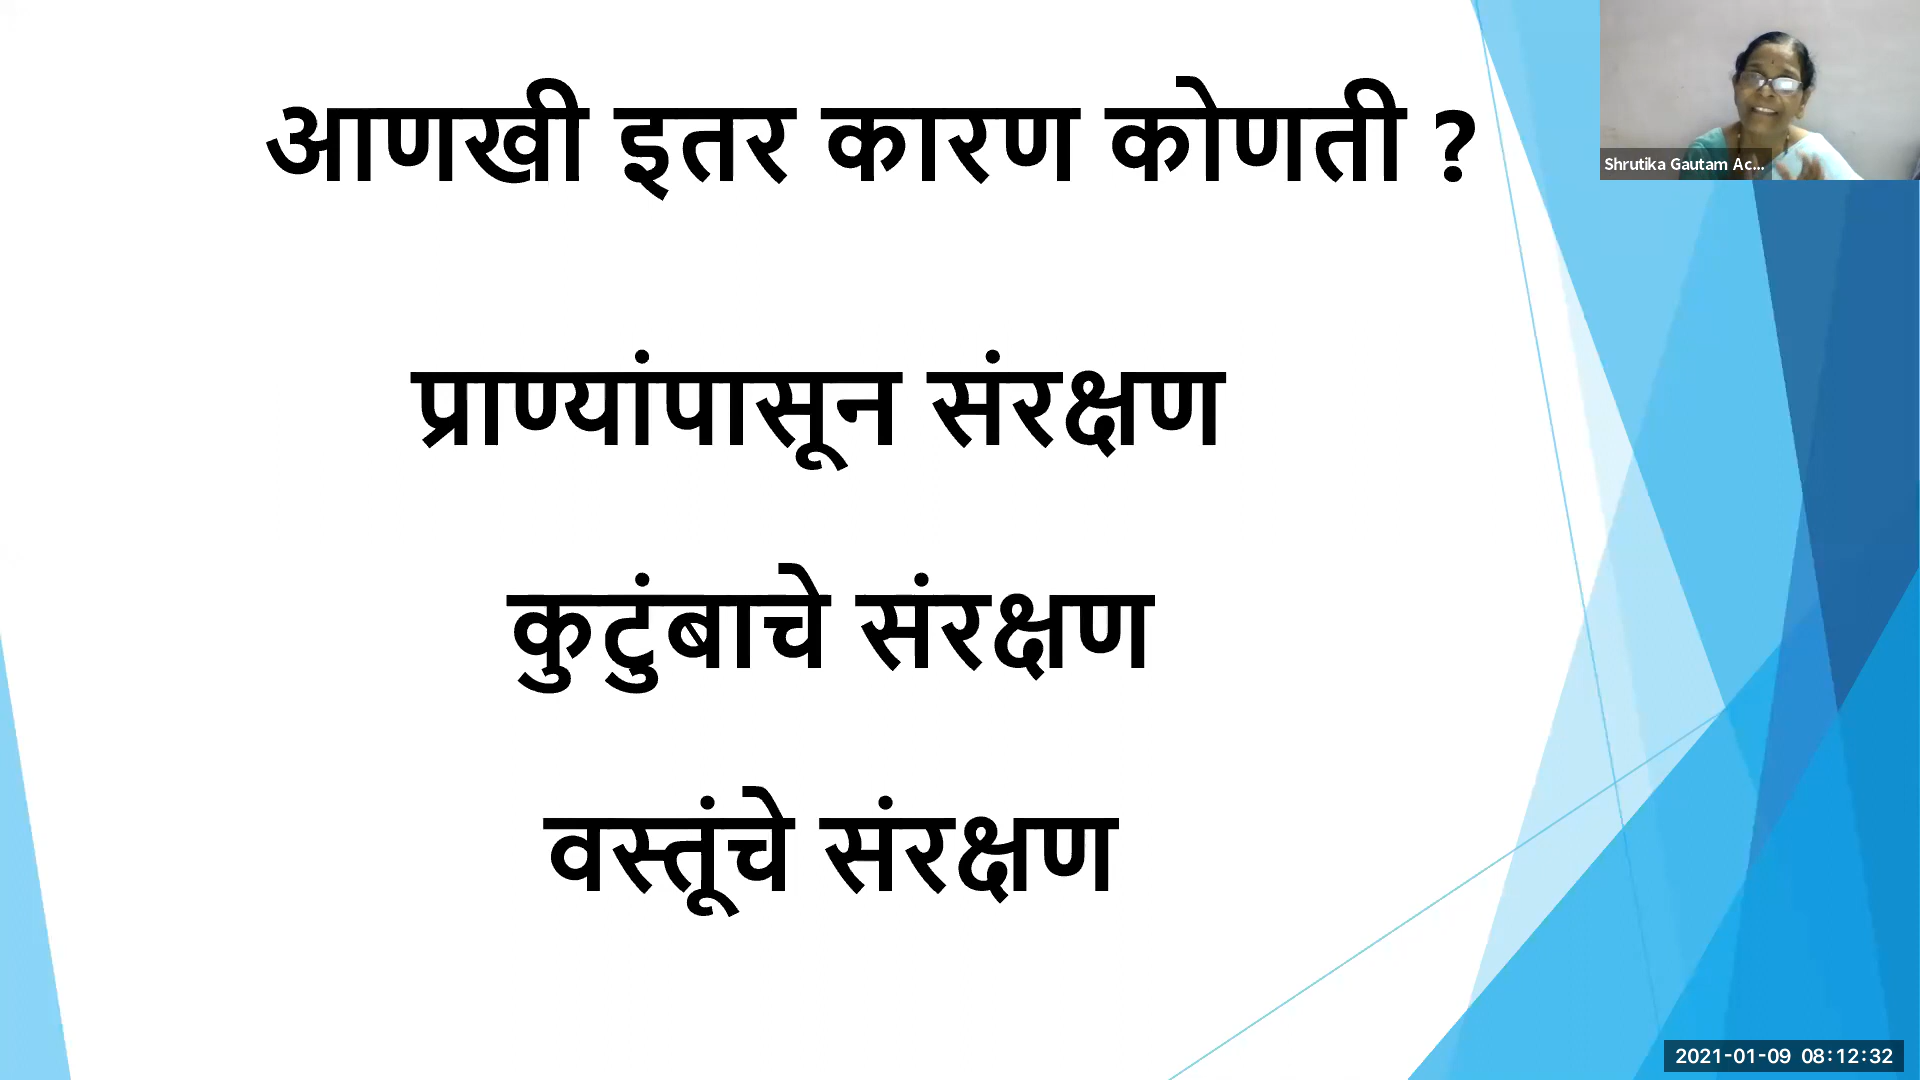 आणखी इतर कारण कोणती ?
Shrutika Gautam Ac...
प्राण्यांपासून संरक्षण
कुटुंबाचे संरक्षण
वस्तूंचे संरक्षण
2021-01-09 08:12:32